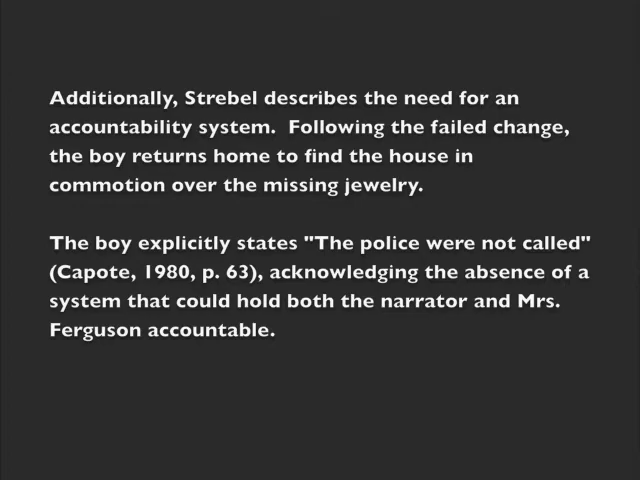 Additionally, Strebel describes the need for an
accountability system.  Following the failed change,
the boy returns home to find the house in
commotion over the missing jewelry.
The boy explicitly states "The police were not called"
(Capote, 1980, p. 63), acknowledging the absence of a
system that could hold both the narrator and Mrs.
Ferguson accountable.